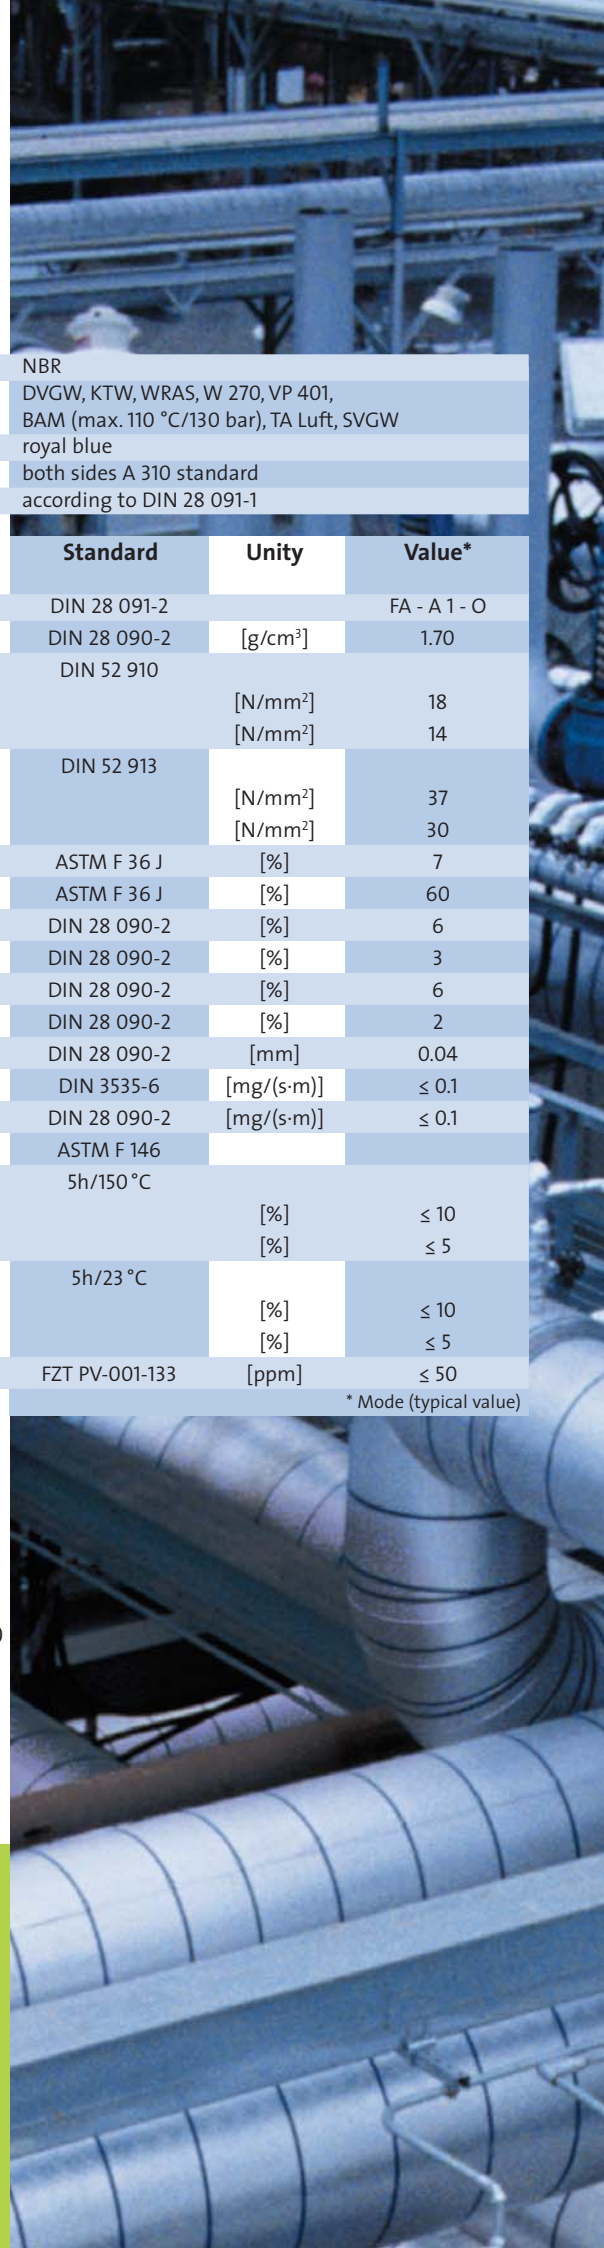 NBR
DVGW, KTW, WRAS, W 270, VP 401,
BAM (max. 110 °C/130 bar), TA Luft, SVGW
royal blue
both sides A 310 standard
according to DIN 28 091-1
Standard Unity Value*
DIN 28 091-2 FA - A 1 - O
DIN 28 090-2 [g/cm³] 1.70
DIN 52 910
[N/mm²] 18
[N/mm²] 14
DIN 52 913
[N/mm²] 37
[N/mm²] 30
ASTM F 36 J [%] 7
ASTM F 36 J [%] 60
DIN 28 090-2 [%] 6
DIN 28 090-2 [%] 3
DIN 28 090-2 [%] 6
DIN 28 090-2 [%] 2
DIN 28 090-2 [mm] 0.04
DIN 3535-6 [mg/(s·m)] ≤ 0.1
DIN 28 090-2 [mg/(s·m)] ≤ 0.1
ASTM F 146
5h/150 °C
[%] ≤ 10
[%] ≤ 5
5h/23 °C
[%] ≤ 10
[%] ≤ 5
FZT PV-001-133 [ppm] ≤ 50
* Mode (typical value)